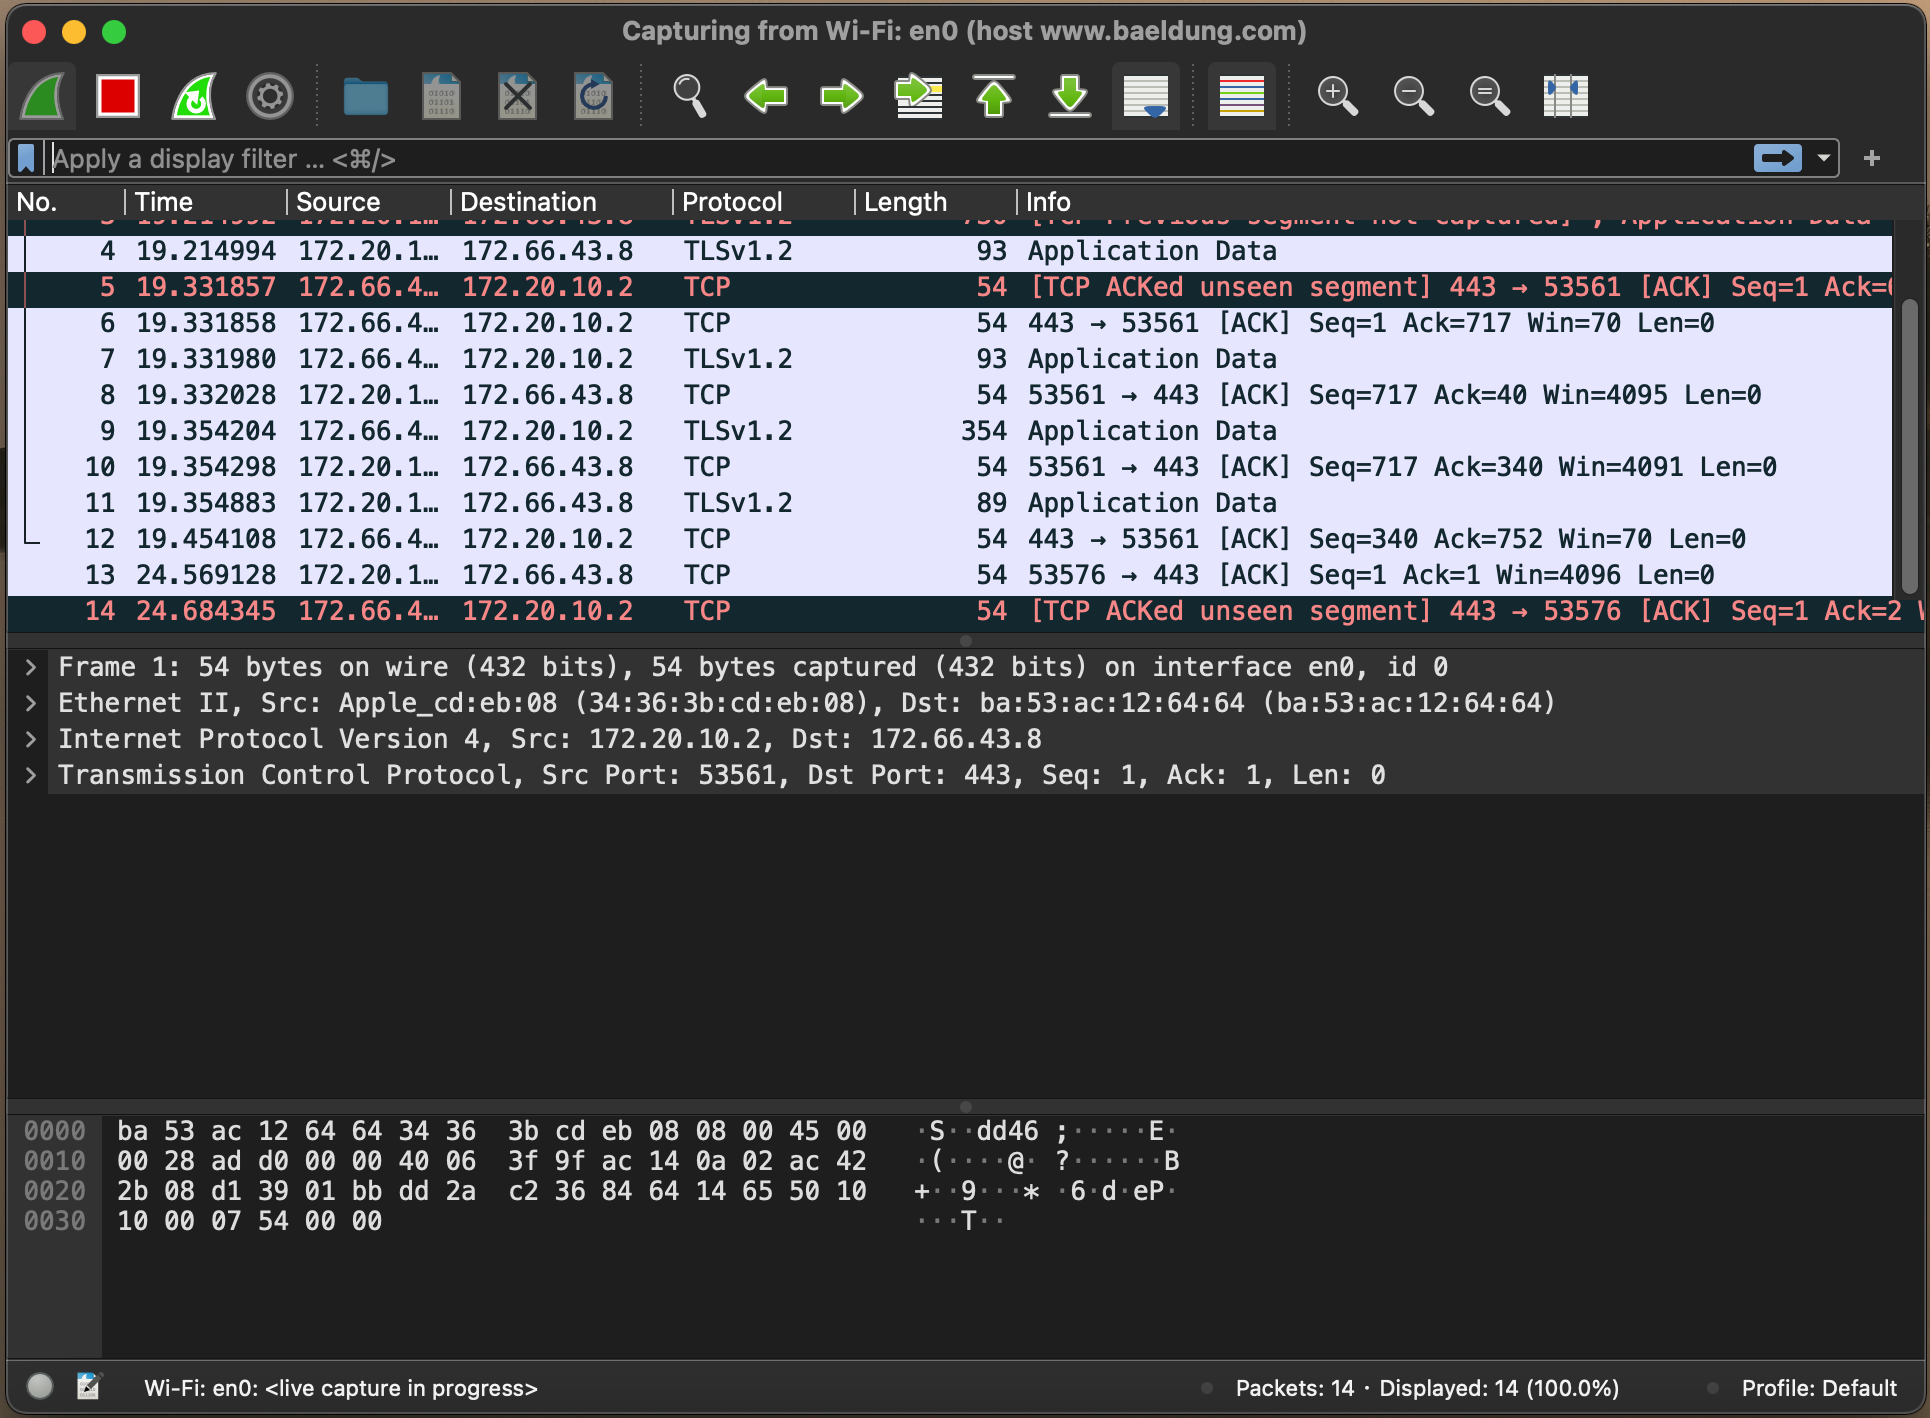 Capturing from Wi-Fi: en0 (host www.baeldung.com)
Apply a display filter ... <⌘/>
No. Time Source Destination Protocol Length Info
3 19.214992 172.20.1… 172.66.43.8 TLSv1.2 756 [TCP Previous segment not captured] , Application Data
4 19.214994 172.20.1… 172.66.43.8 TLSv1.2 93 Application Data
5 19.331857 172.66.4… 172.20.10.2 TCP 54 [TCP ACKed unseen segment] 443 → 53561 [ACK] Seq=1 Ack=
6 19.331858 172.66.4… 172.20.10.2 TCP 54 443 → 53561 [ACK] Seq=1 Ack=717 Win=70 Len=0
7 19.331980 172.66.4… 172.20.10.2 TLSv1.2 93 Application Data
8 19.332028 172.20.1… 172.66.43.8 TCP 54 53561 → 443 [ACK] Seq=717 Ack=40 Win=4095 Len=0
9 19.354204 172.66.4… 172.20.10.2 TLSv1.2 354 Application Data
10 19.354298 172.20.1… 172.66.43.8 TCP 54 53561 → 443 [ACK] Seq=717 Ack=340 Win=4091 Len=0
11 19.354883 172.20.1… 172.66.43.8 TLSv1.2 89 Application Data
12 19.454108 172.66.4… 172.20.10.2 TCP 54 443 → 53561 [ACK] Seq=340 Ack=752 Win=70 Len=0
13 24.569128 172.20.1… 172.66.43.8 TCP 54 53576 → 443 [ACK] Seq=1 Ack=1 Win=4096 Len=0
14 24.684345 172.66.4… 172.20.10.2 TCP 54 [TCP ACKed unseen segment] 443 → 53576 [ACK] Seq=1 Ack=2
Frame 1: 54 bytes on wire (432 bits), 54 bytes captured (432 bits) on interface en0, id 0
Ethernet II, Src: Apple_cd:eb:08 (34:36:3b:cd:eb:08), Dst: ba:53:ac:12:64:64 (ba:53:ac:12:64:64)
Internet Protocol Version 4, Src: 172.20.10.2, Dst: 172.66.43.8
Transmission Control Protocol, Src Port: 53561, Dst Port: 443, Seq: 1, Ack: 1, Len: 0
0000 ba 53 ac 12 64 64 34 36 3b cd eb 08 08 00 45 00 ·S··dd46 ;·····E·
0010 00 28 ad d0 00 00 40 06 3f 9f ac 14 0a 02 ac 42 ·(····@· ?······B
0020 2b 08 d1 39 01 bb dd 2a c2 36 84 64 14 65 50 10 +··9···* ·6·d·eP·
0030 10 00 07 54 00 00 ···T··
Wi-Fi: en0: <live capture in progress>
Packets: 14 · Displayed: 14 (100.0%)
Profile: Default